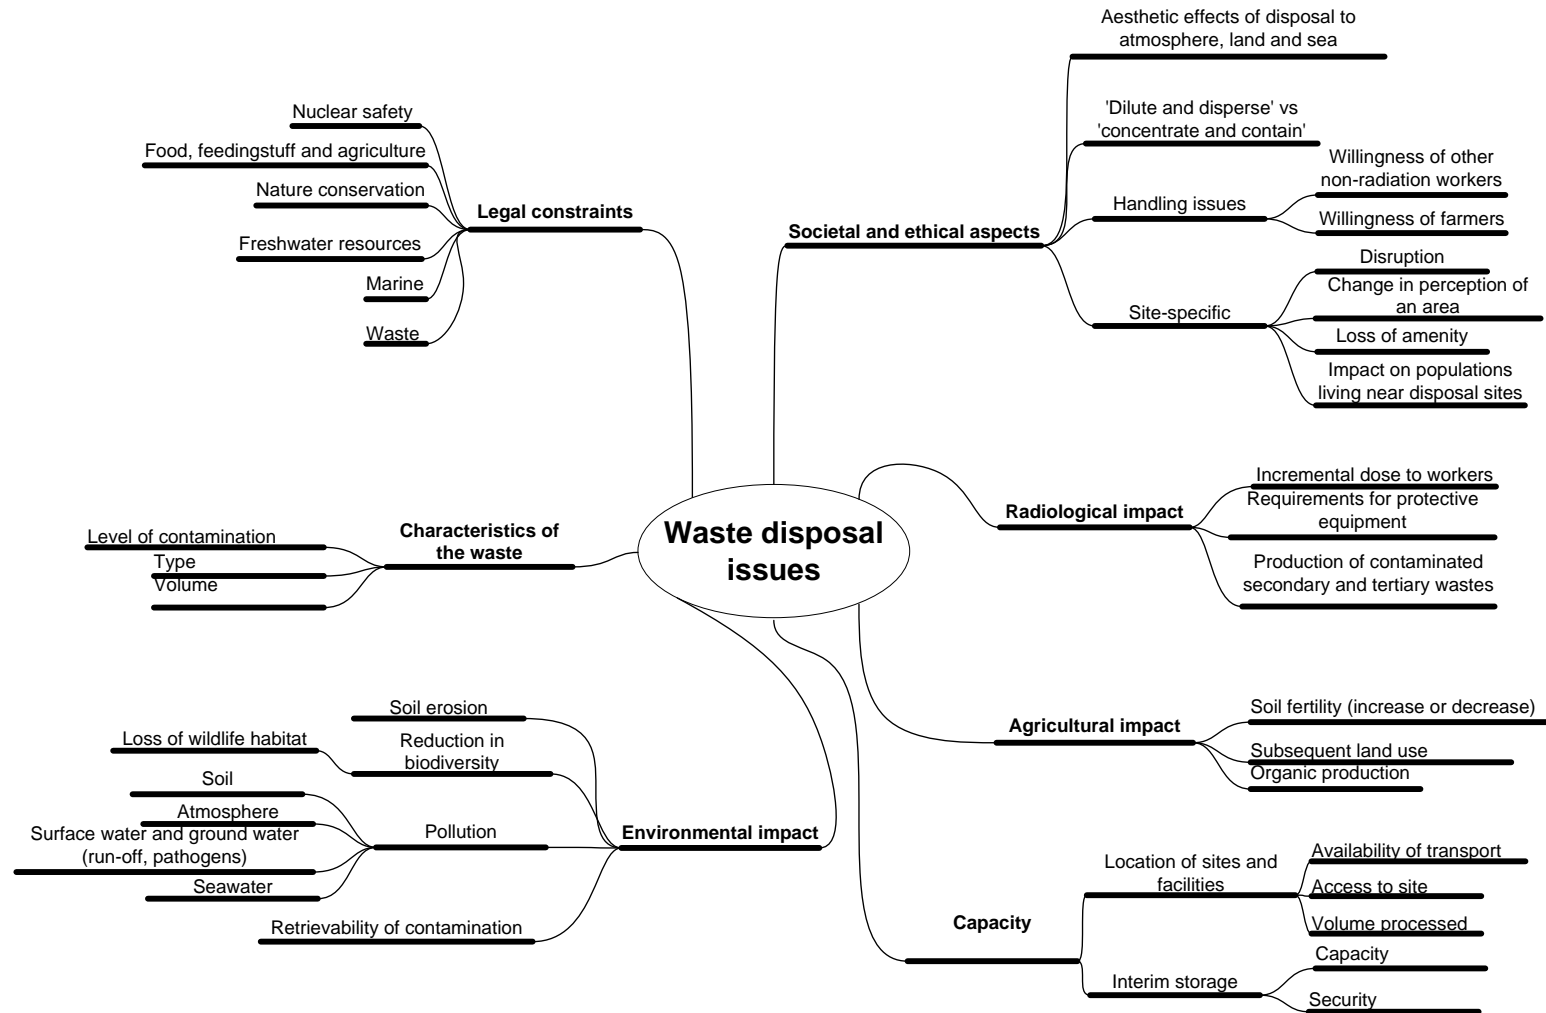 Aesthetic effects of disposal to
atmosphere, land and sea
'Dilute and disperse' vs
'concentrate and contain'
Willingness of other
non-radiation workers
Handling issues
Willingness of farmers
Societal and ethical aspects
Disruption
Change in perception of
an area
Site-specific
Loss of amenity
Impact on populations
living near disposal sites
Nuclear safety
Food, feedingstuff and agriculture
Nature conservation
Legal constraints
Freshwater resources
Marine
Waste
Waste disposal
issues
Characteristics of
the waste
Level of contamination
Type
Volume
Radiological impact
Incremental dose to workers
Requirements for protective
equipment
Production of contaminated
secondary and tertiary wastes
Agricultural impact
Soil fertility (increase or decrease)
Subsequent land use
Organic production
Soil erosion
Loss of wildlife habitat
Reduction in
biodiversity
Soil
Atmosphere
Surface water and ground water
(run-off, pathogens)
Seawater
Pollution
Environmental impact
Retrievability of contamination
Capacity
Location of sites and
facilities
Availability of transport
Access to site
Volume processed
Interim storage
Capacity
Security